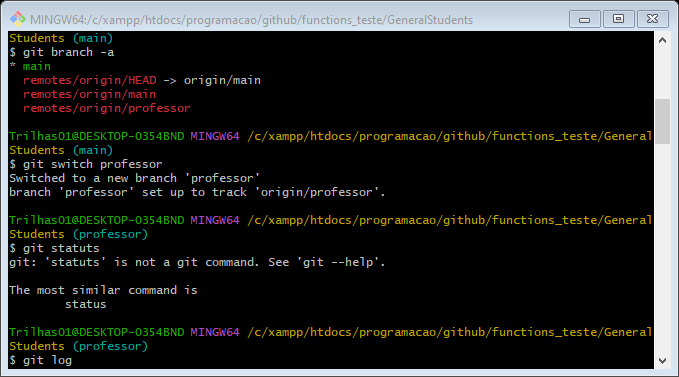 MINGW64:/c/xampp/htdocs/programacao/github/functions_teste/GeneralStudents
Students (main)
$ git branch -a
* main
remotes/origin/HEAD -> origin/main
remotes/origin/main
remotes/origin/professor
Trilhas01@DESKTOP-O354BND MINGW64 /c/xampp/htdocs/programacao/github/functions_teste/General
Students (main)
$ git switch professor
Switched to a new branch 'professor'
branch 'professor' set up to track 'origin/professor'.
Trilhas01@DESKTOP-O354BND MINGW64 /c/xampp/htdocs/programacao/github/functions_teste/General
Students (professor)
$ git statuts
git: 'statuts' is not a git command. See 'git --help'.
The most similar command is
status
Trilhas01@DESKTOP-O354BND MINGW64 /c/xampp/htdocs/programacao/github/functions_teste/General
Students (professor)
$ git log